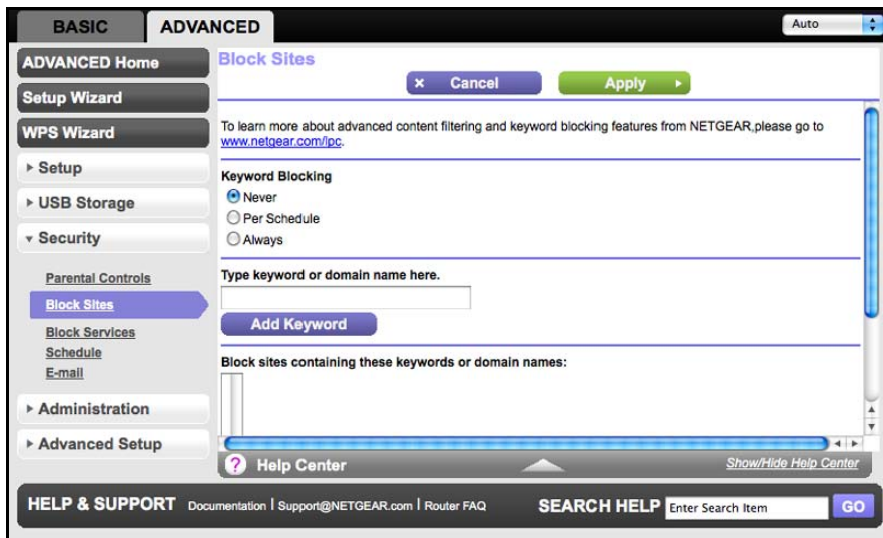 BASIC
ADVANCED
Auto
ADVANCED Home
Setup Wizard
WPS Wizard
Setup
USB Storage
Security
Parental Controls
Block Sites
Block Services
Schedule
E-mail
Administration
Advanced Setup
Block Sites
× Cancel
Apply
To learn more about advanced content filtering and keyword blocking features from NETGEAR,please go to
www.netgear.com/lpc.
Keyword Blocking
Never
Per Schedule
Always
Type keyword or domain name here.
Add Keyword
Block sites containing these keywords or domain names:
? Help Center
Show/Hide Help Center
HELP & SUPPORT Documentation | Support@NETGEAR.com | Router FAQ
SEARCH HELP Enter Search Item GO